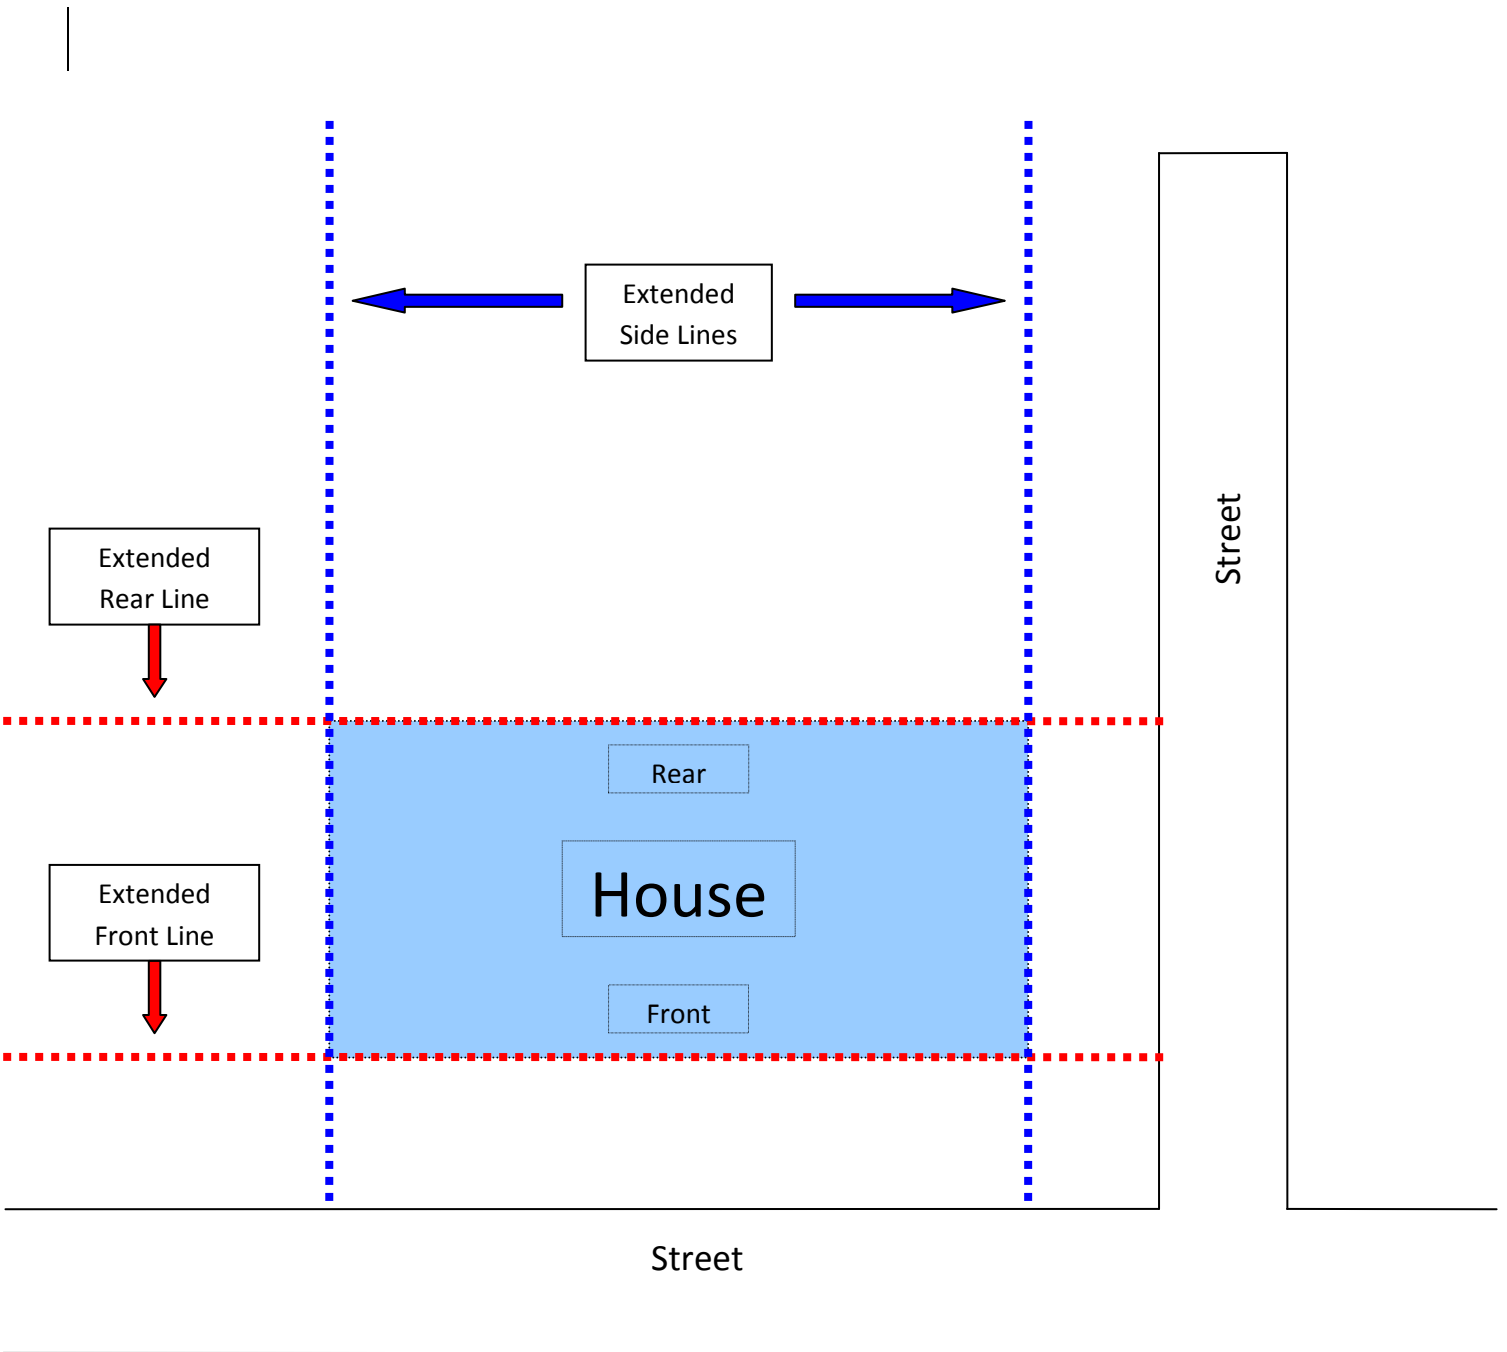 Extended
Side Lines
Street
Extended
Rear Line
Rear
House
Extended
Front Line
Front
Street